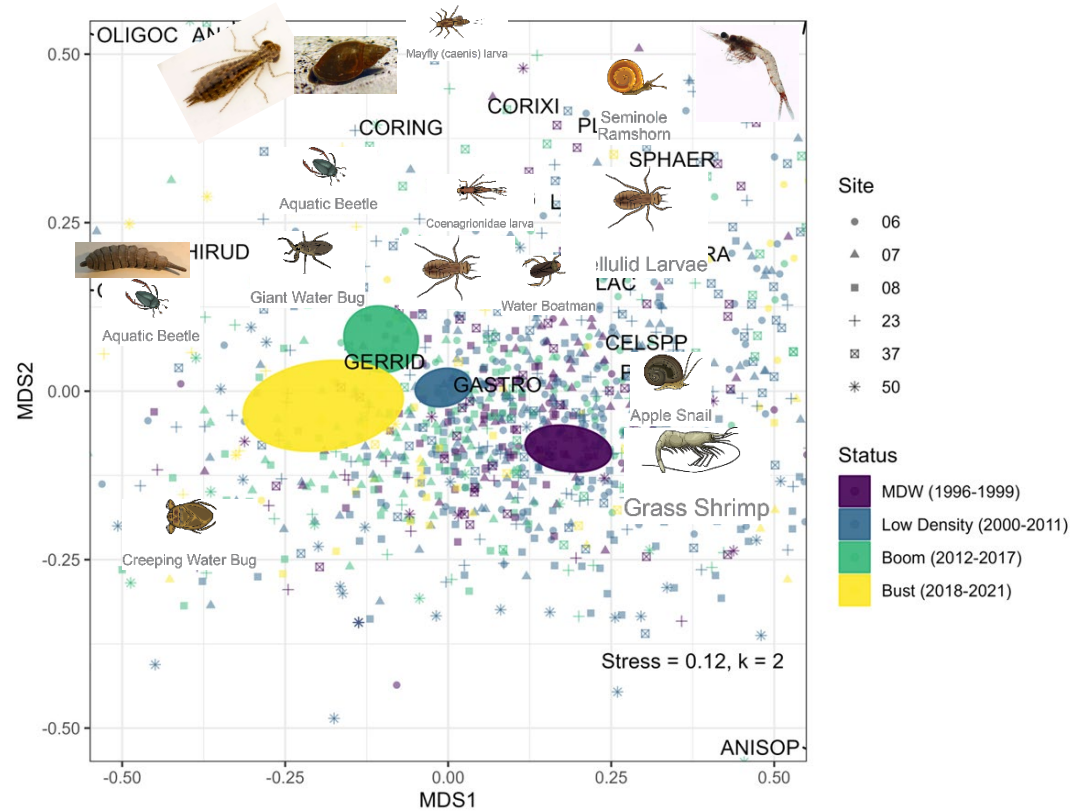 0.50
OLIGOC AN
Mayfly (caenis) larva
CORIXI
CORING
Seminole
Ramshorn
SPHAER
Aquatic Beetle
Coenagrionidae larva
L
0.25
HIRUD
RA
ellulid Larvae
LAC
Giant Water Bug
Water Boatman
Aquatic Beetle
CELSPP
GERRID
GASTRO
0.00
Apple Snail
Grass Shrimp
Creeping Water Bug
-0.25
Stress = 0.12, k = 2
-0.50
ANISOP
-0.50
-0.25
0.00
0.25
0.50
MDS1
MDS2
Site
06
07
08
23
37
50
Status
MDW (1996-1999)
Low Density (2000-2011)
Boom (2012-2017)
Bust (2018-2021)